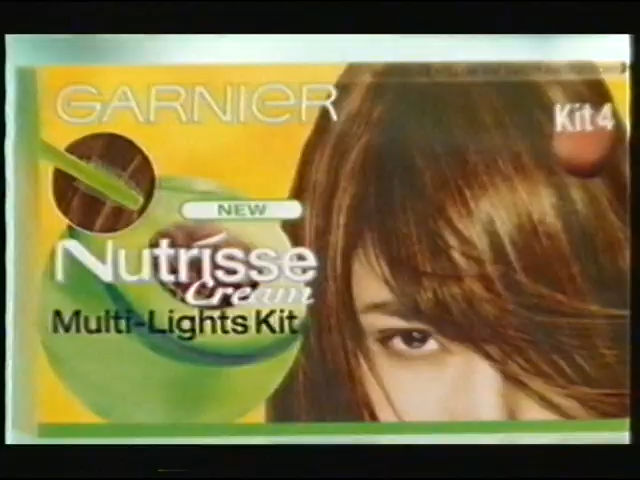 GARNIER
Kit 4
NEW
Nutrisse
Cream
Multi-Lights Kit